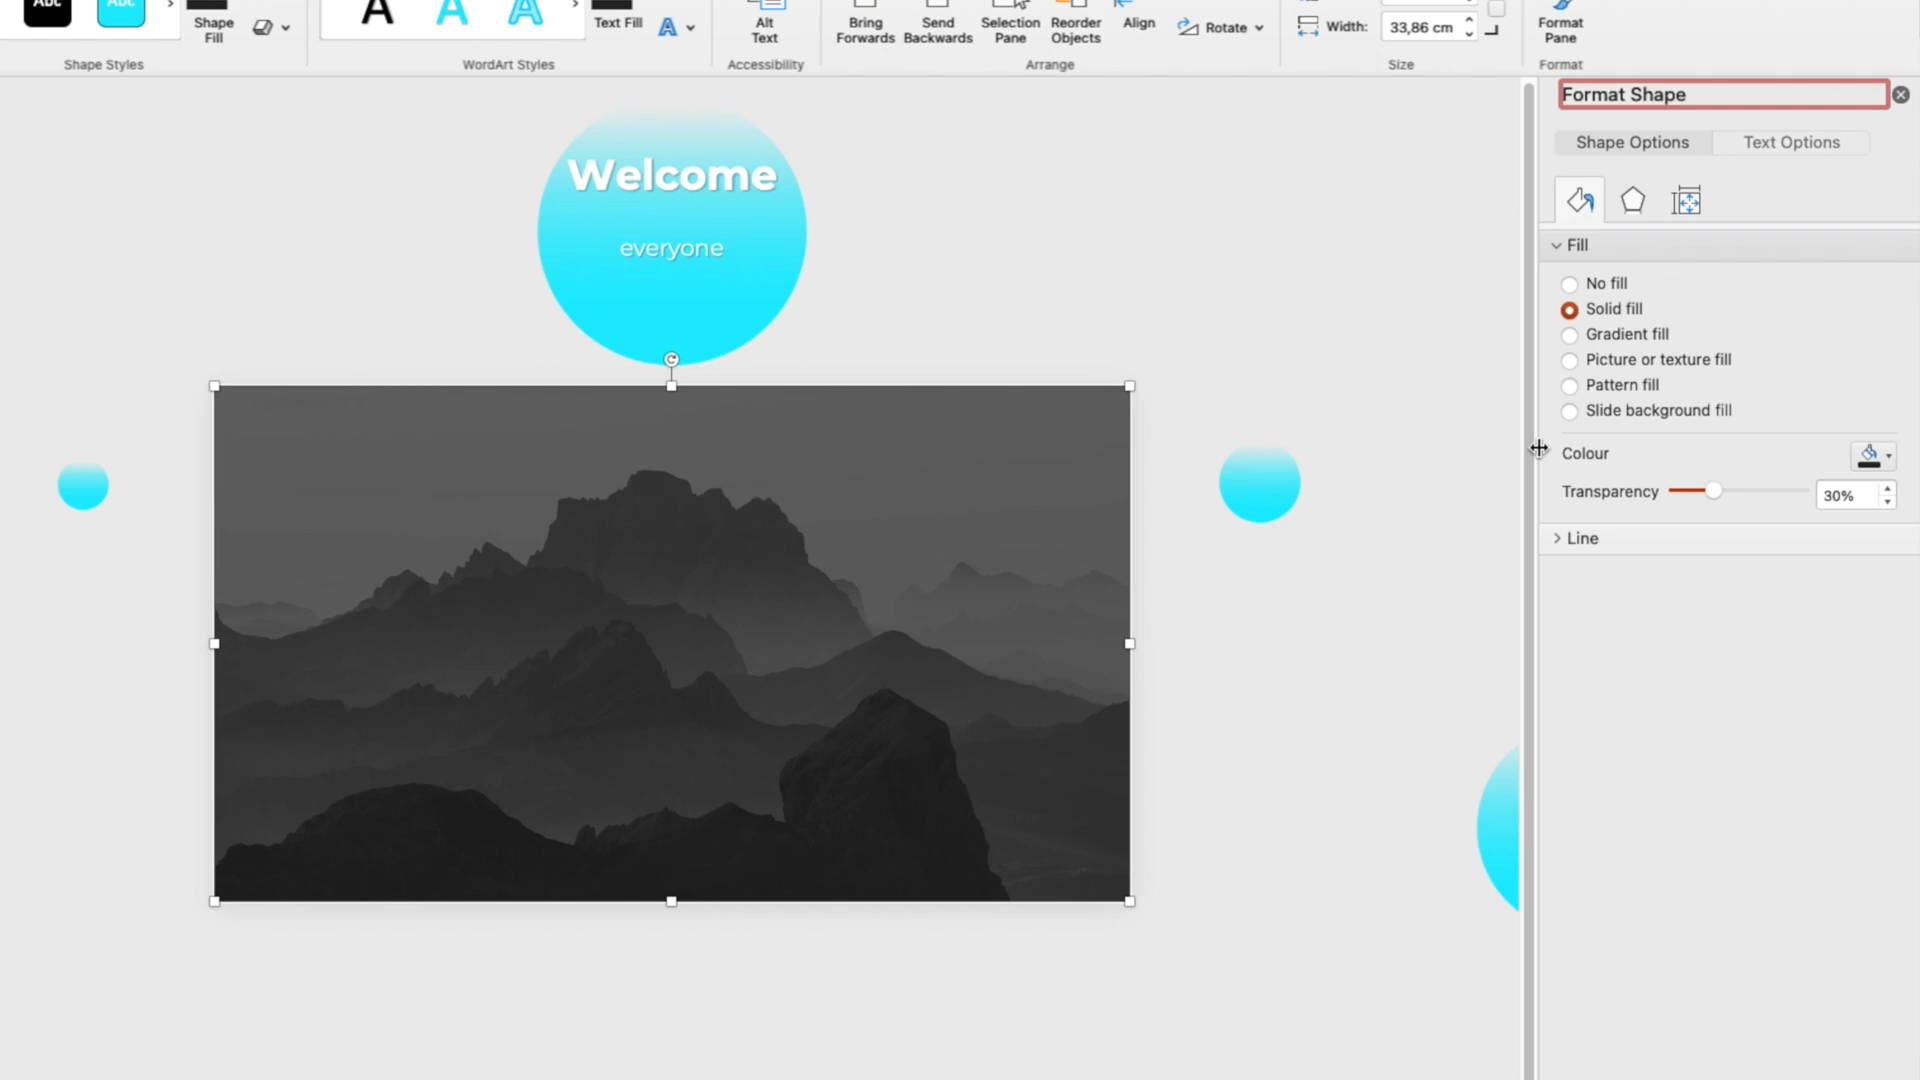 Abc
Abc
Shape
Fill
A
A
A
Text Fill
A
Alt
Text
Bring
Forwards
Send
Backwards
Selection
Pane
Reorder
Objects
Align
Rotate
Width:
33,86 cm
Format
Pane
Shape Styles
WordArt Styles
Accessibility
Arrange
Size
Format
Format Shape
Shape Options
Text Options
Welcome
everyone
Fill
No fill
Solid fill
Gradient fill
Picture or texture fill
Pattern fill
Slide background fill
Colour
Transparency
30%
Line